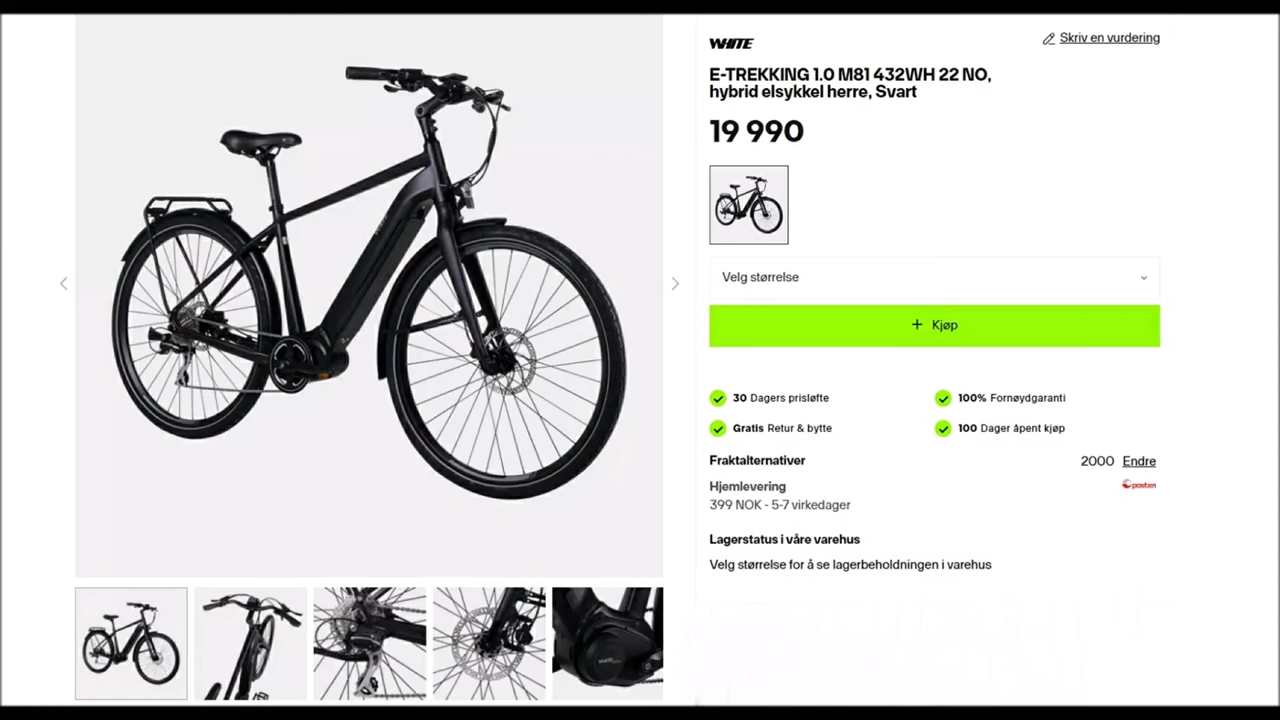 WHITE
Skriv en vurdering
E-TREKKING 1.0 M81 432WH 22 NO,
hybrid elsykkel herre, Svart
19 990
Velg størrelse
+ Kjøp
30 Dagers prisløfte
100% Fornøydgaranti
Gratis Retur & bytte
100 Dager åpent kjøp
Fraktalternativer
2000 Endre
Hjemlevering
posten
399 NOK - 5-7 virkedager
Lagerstatus i våre varehus
Velg størrelse for å se lagerbeholdningen i varehus